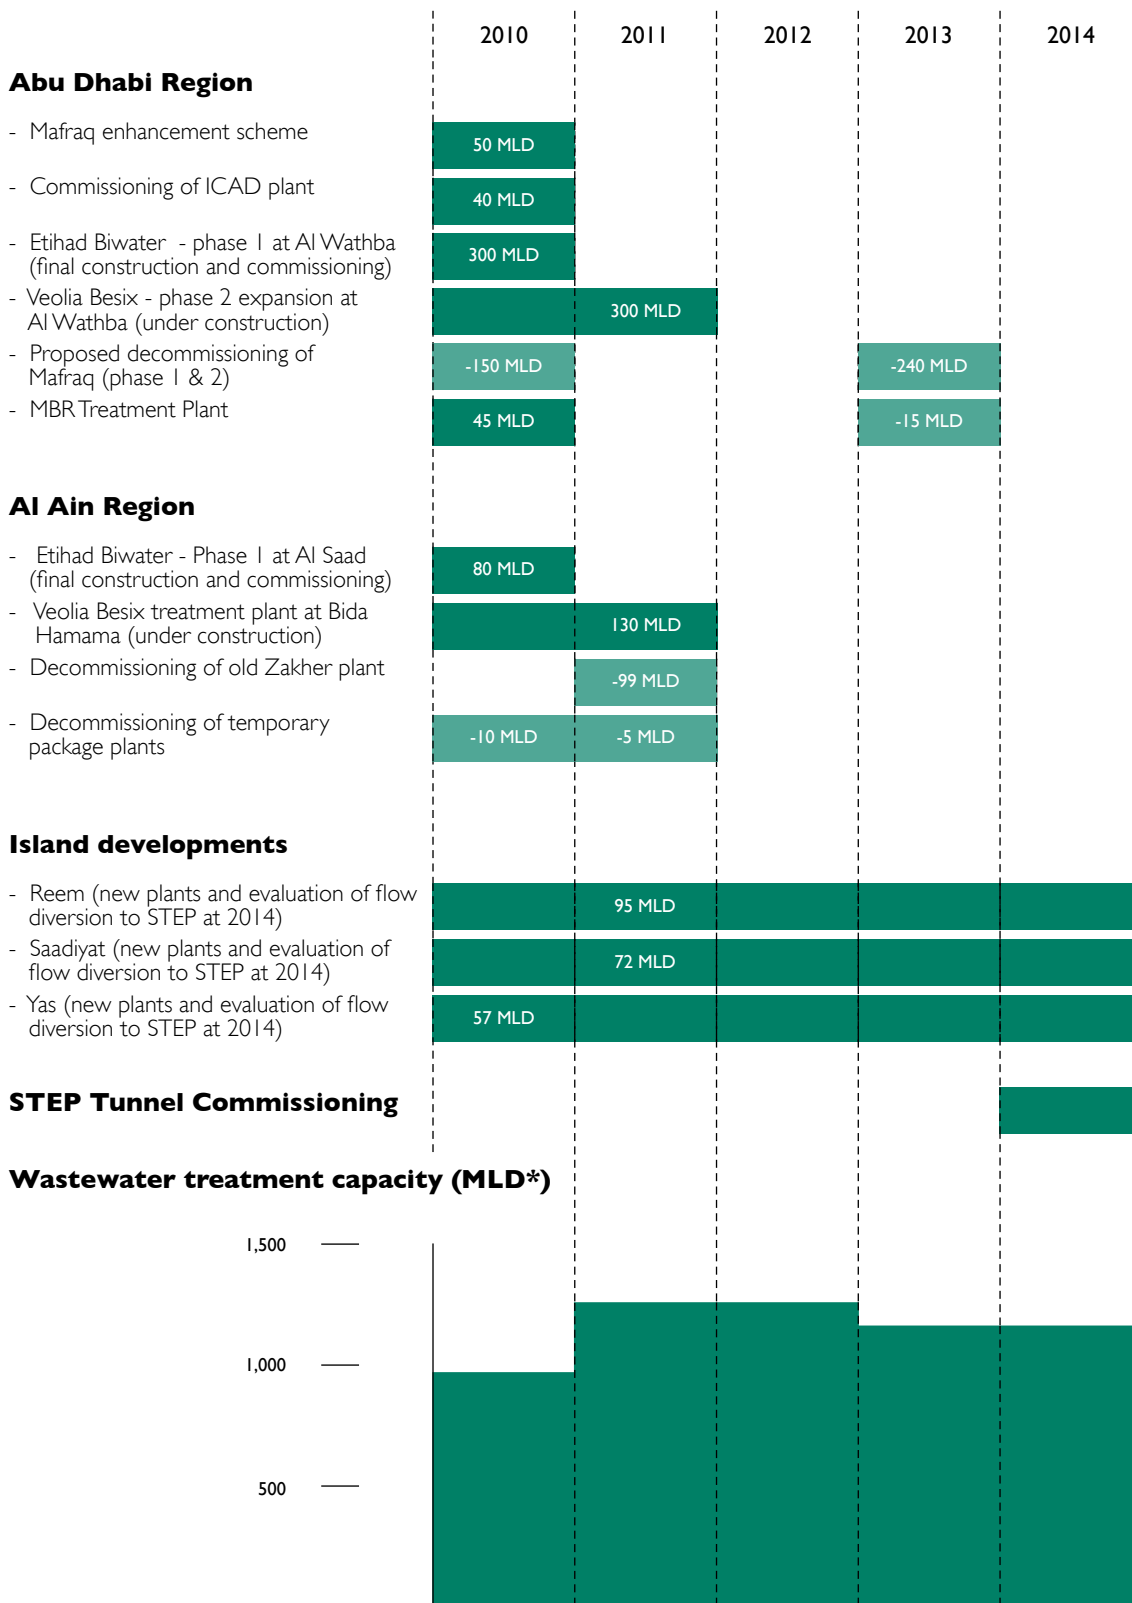 2010 2011 2012 2013 2014
Abu Dhabi Region
- Mafraq enhancement scheme
50 MLD
- Commissioning of ICAD plant
40 MLD
- Etihad Biwater - phase 1 at Al Wathba
(final construction and commissioning)
300 MLD
- Veolia Besix - phase 2 expansion at
Al Wathba (under construction)
300 MLD
- Proposed decommissioning of
Mafraq (phase 1 & 2)
-150 MLD -240 MLD
- MBR Treatment Plant
45 MLD -15 MLD
Al Ain Region
- Etihad Biwater - Phase 1 at Al Saad
(final construction and commissioning)
80 MLD
- Veolia Besix treatment plant at Bida
Hamama (under construction)
130 MLD
- Decommissioning of old Zakher plant
-99 MLD
- Decommissioning of temporary
package plants
-10 MLD -5 MLD
Island developments
- Reem (new plants and evaluation of flow
diversion to STEP at 2014)
95 MLD
- Saadiyat (new plants and evaluation of
flow diversion to STEP at 2014)
72 MLD
- Yas (new plants and evaluation of flow
diversion to STEP at 2014)
57 MLD
STEP Tunnel Commissioning
Wastewater treatment capacity (MLD*)
1,500
1,000
500